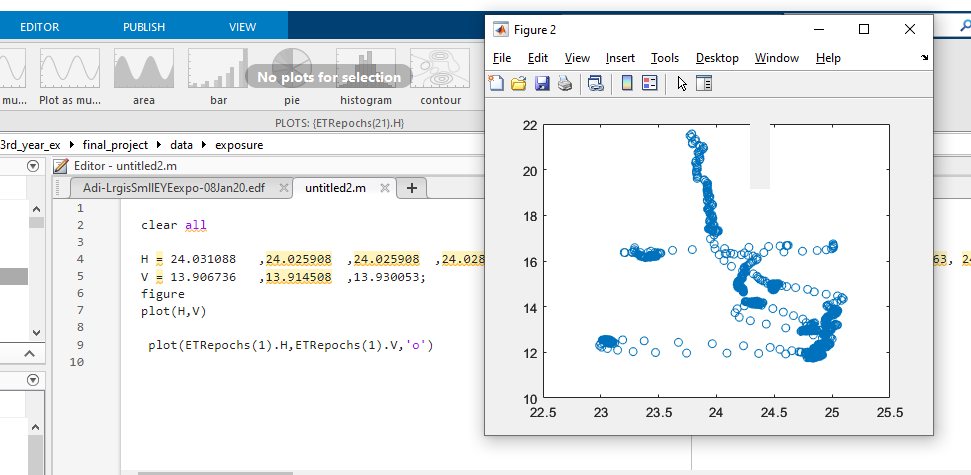 EDITOR PUBLISH VIEW
Figure 2
File Edit View Insert Tools Desktop Window Help
No plots for selection
mu... Plot as mu... area bar pie histogram contour
PLOTS: {ETRepochs(21).H}
3rd_year_ex final_project data exposure
Editor - untitled2.m
Adi-LrgisSmllEYEexpo-08Jan20.edf untitled2.m
1
2 clear all
3
4 H = 24.031088 ,24.025908 ,24.025908 ,24.028 63, 24
5 V = 13.906736 ,13.914508 ,13.930053;
6 figure
7 plot(H,V)
8
9 plot(ETRepochs(1).H,ETRepochs(1).V,'o')
10
22
20
18
16
14
12
10
22.5 23 23.5 24 24.5 25 25.5